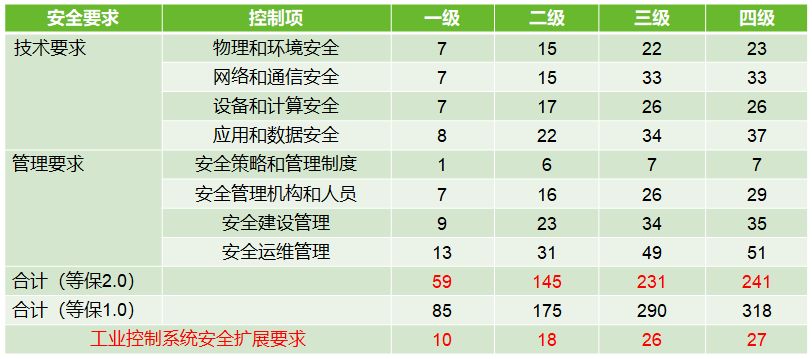 安全要求 控制项 一级 二级 三级 四级
技术要求 物理和环境安全 7 15 22 23
网络和通信安全 7 15 33 33
设备和计算安全 7 17 26 26
应用和数据安全 8 22 34 37
管理要求 安全策略和管理制度 1 6 7 7
安全管理机构和人员 7 16 26 29
安全建设管理 9 23 34 35
安全运维管理 13 31 49 51
合计（等保2.0） 59 145 231 241
合计（等保1.0） 85 175 290 318
工业控制系统安全扩展要求 10 18 26 27